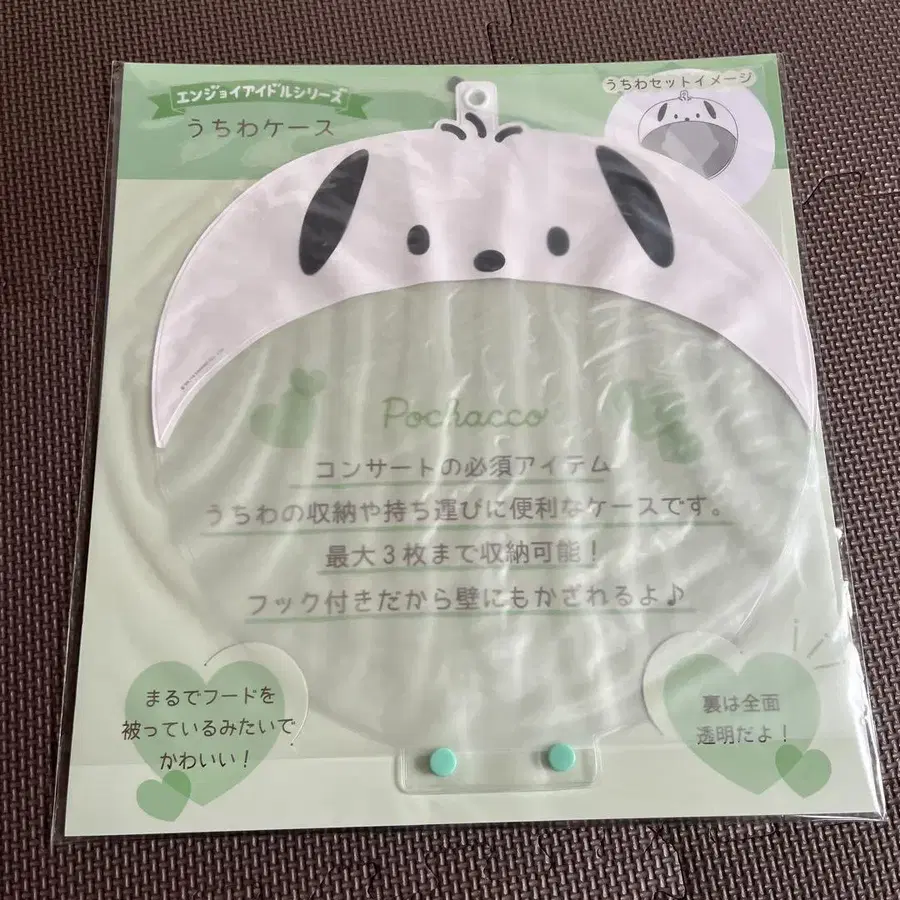 エンジョイアイドルシリーズ
うちわケース
うちわセットイメージ
Pochacco
コンサートの必須アイテム
うちわの収納や持ち運びに便利なケースです。
最大3枚まで収納可能！
フック付きだから壁にもかざれるよ♪
まるでフードを
被っているみたいで
かわいい！
裏は全面
透明だよ！